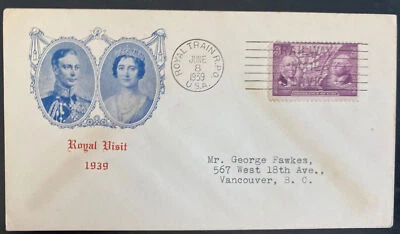 ROYAL TRAIN R.P.O.
JUNE
8
1939
U.S.A.
Royal Visit
1939
Mr. George Fawkes,
567 West 18th Ave.,
Vancouver, B. C.